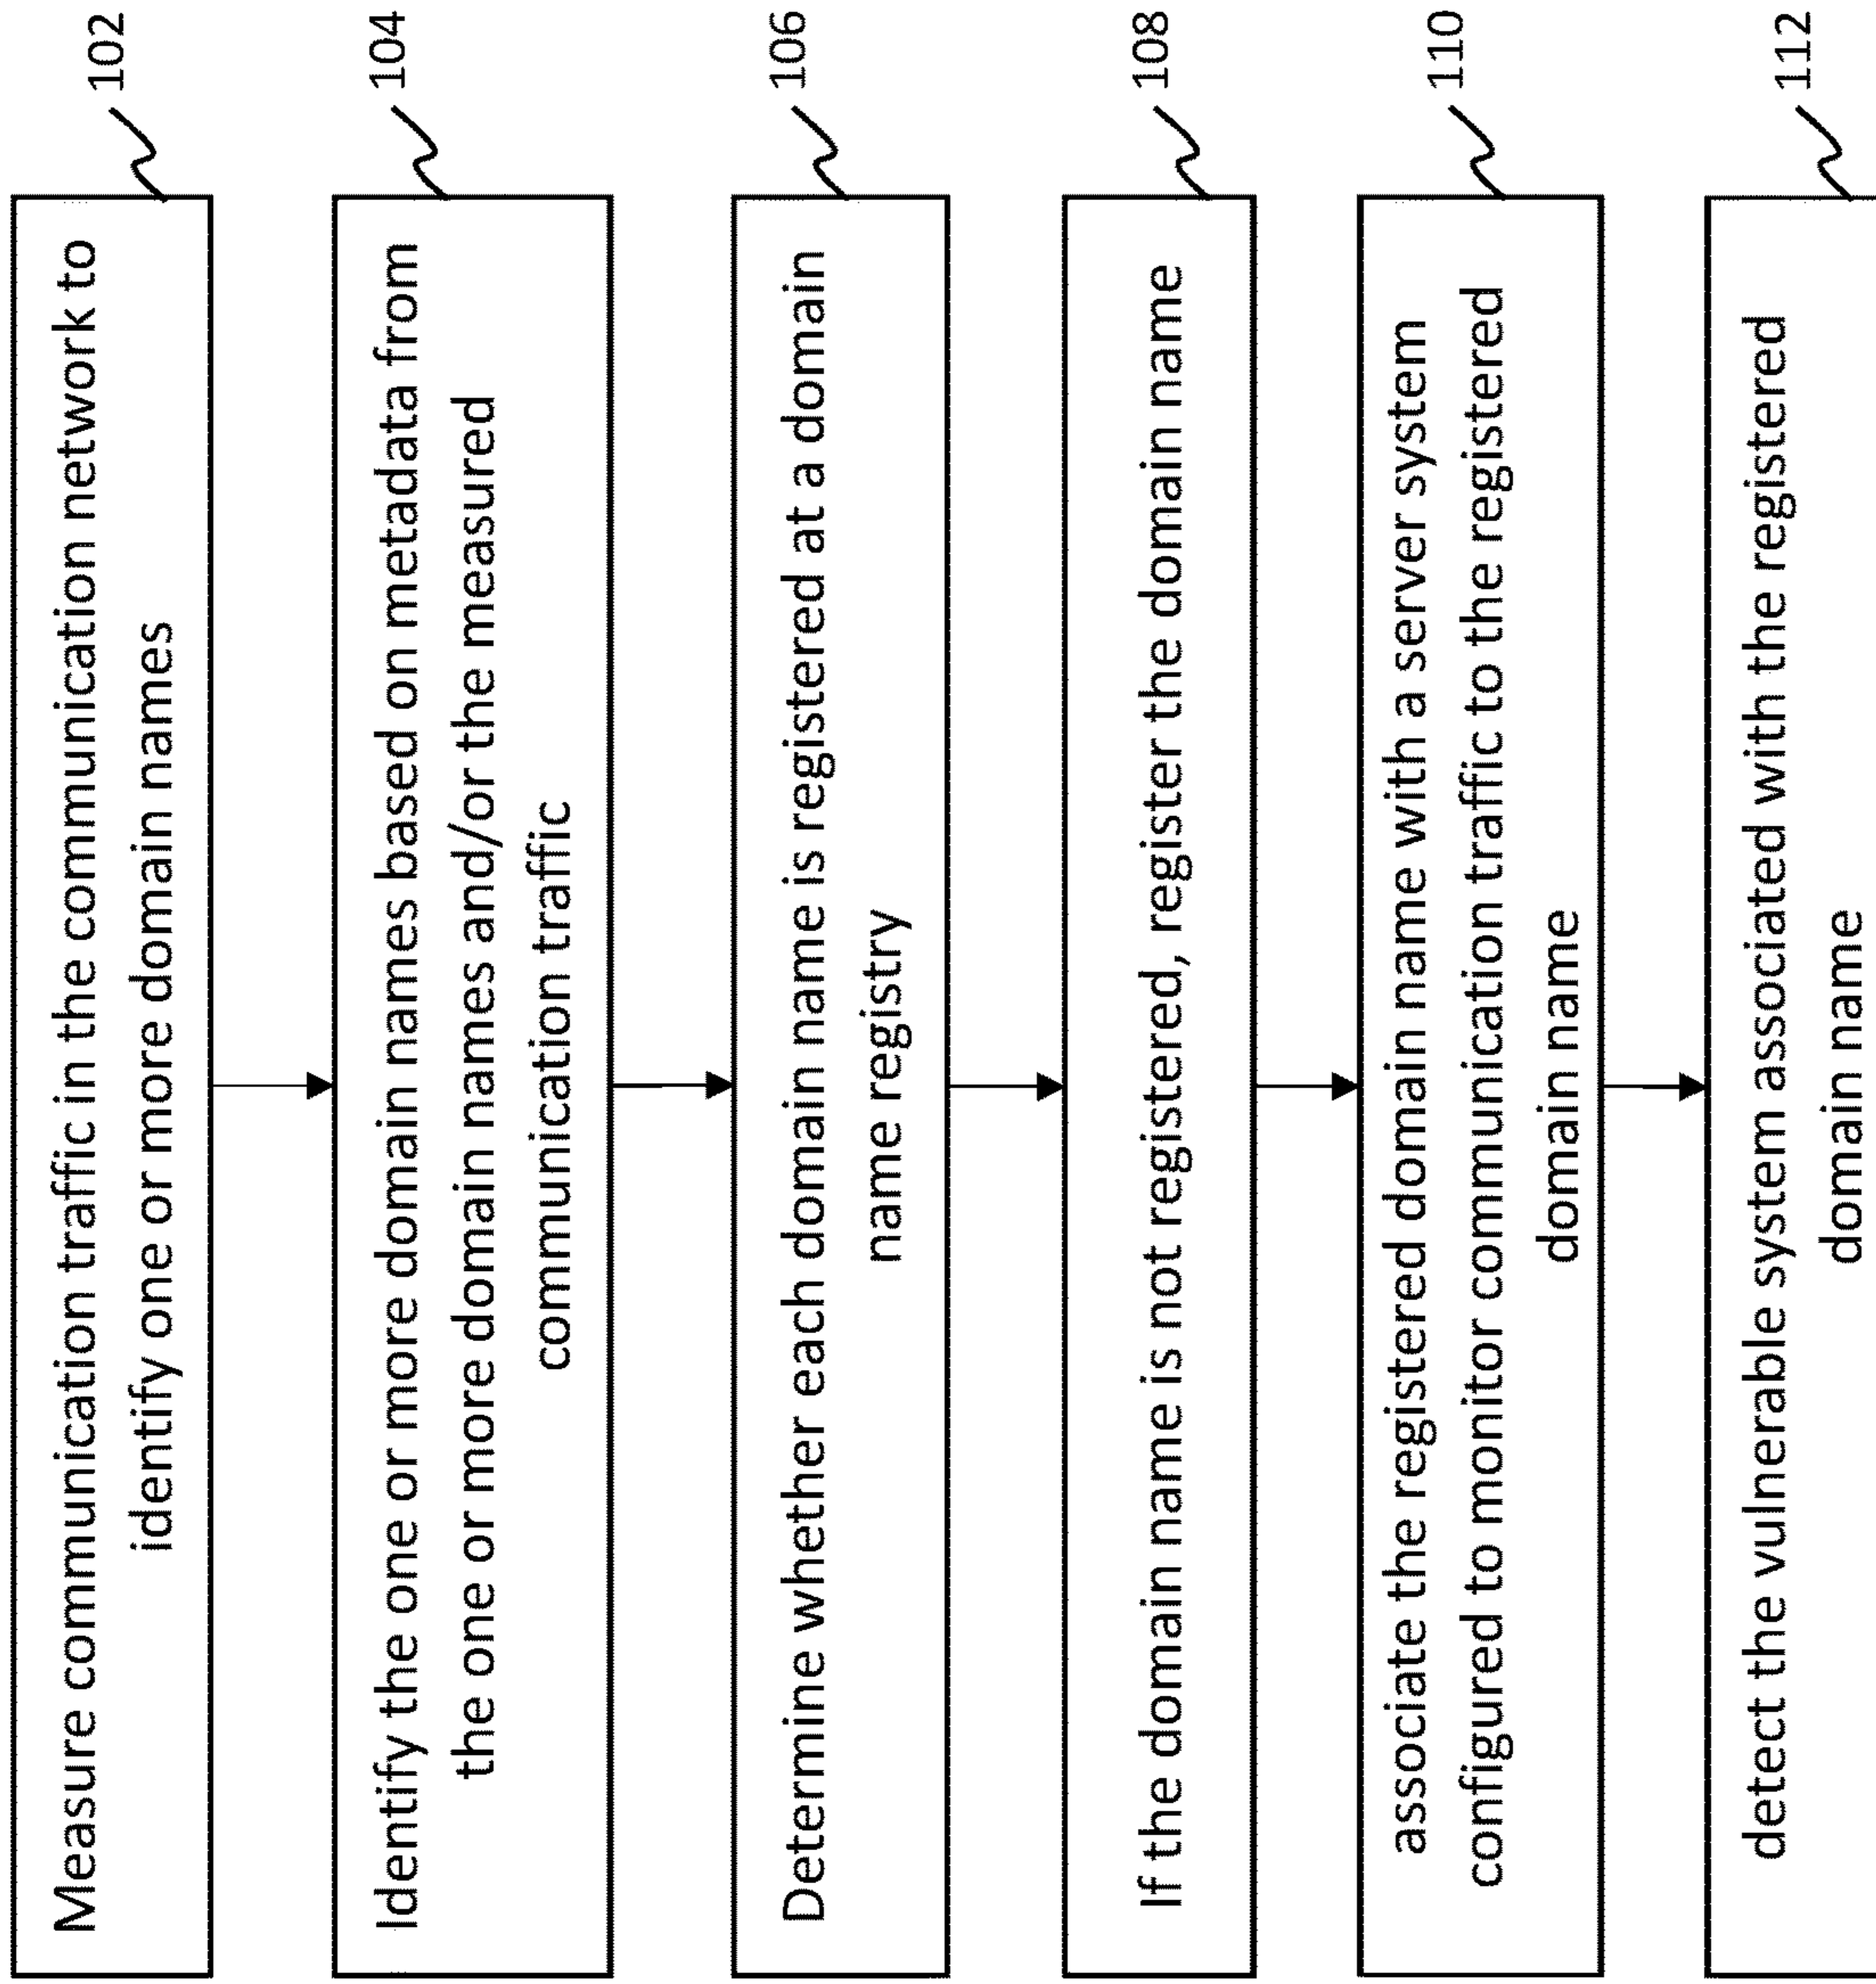 Measure communication traffic in the communication network to
identify one or more domain names
102
Identify the one or more domain names based on metadata from
the one or more domain names and/or the measured
communication traffic
104
Determine whether each domain name is registered at a domain
name registry
106
If the domain name is not registered, register the domain name
108
associate the registered domain name with a server system
configured to monitor communication traffic to the registered
domain name
110
detect the vulnerable system associated with the registered
domain name
112